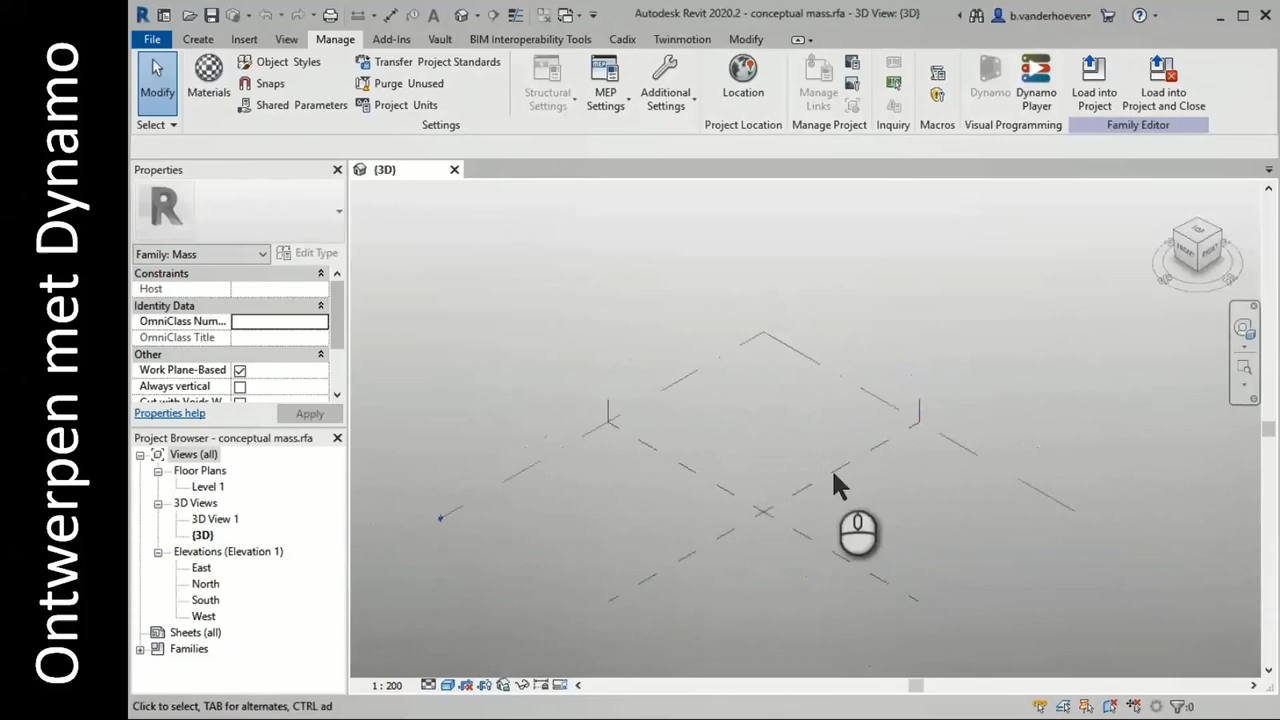 Ontwerpen met Dynamo
Autodesk Revit 2020.2 - conceptual mass.rfa - 3D View: {3D}
b.vanderhoeven
File Create Insert View Manage Add-Ins Vault BIM Interoperability Tools Cadix Twinmotion Modify
Modify
Select
Materials
Object Styles
Snaps
Shared Parameters
Transfer Project Standards
Purge Unused
Project Units
Structural Settings
MEP Settings
Additional Settings
Settings
Location
Project Location
Manage Links
Manage Project
Inquiry
Macros
Dynamo
Dynamo Player
Visual Programming
Load into Project
Load into Project and Close
Family Editor
Properties
{3D}
R
Family: Mass
Edit Type
Constraints
Host
Identity Data
OmniClass Num...
OmniClass Title
Other
Work Plane-Based
Always vertical
Cut with Voids W
Properties help
Apply
Project Browser - conceptual mass.rfa
Views (all)
Floor Plans
Level 1
3D Views
3D View 1
{3D}
Elevations (Elevation 1)
East
North
South
West
Sheets (all)
Families
1 : 200
Click to select, TAB for alternates, CTRL ad
:0